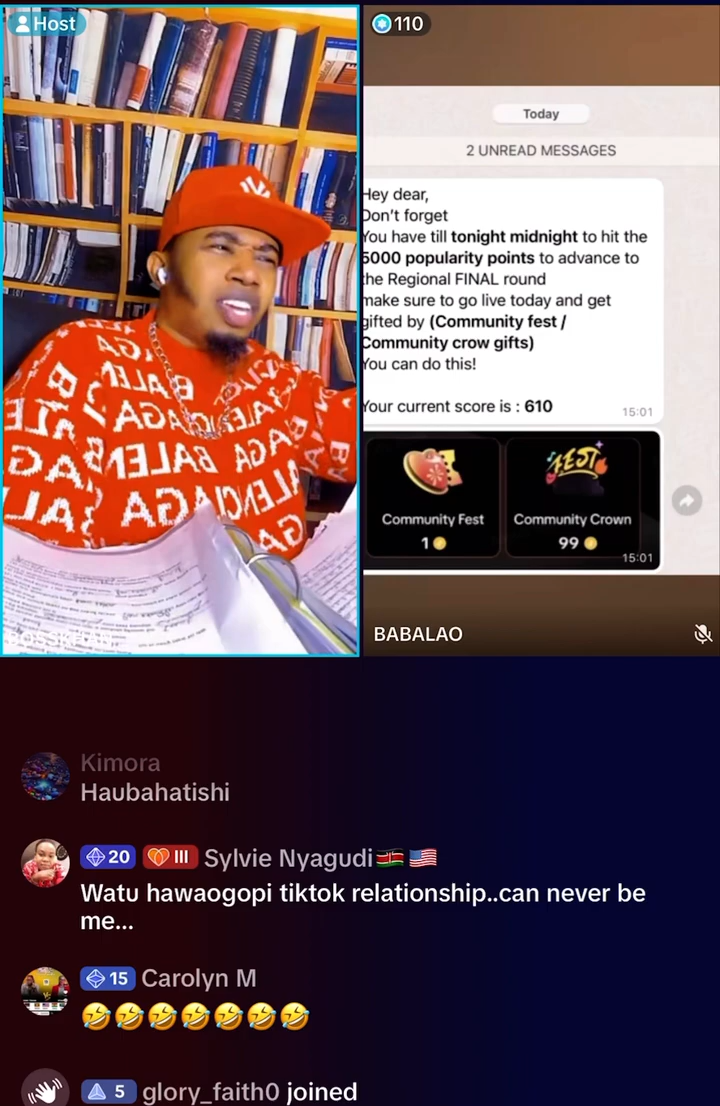 Host
110
Today
2 UNREAD MESSAGES
Hey dear,
Don't forget
You have till tonight midnight to hit the
5000 popularity points to advance to
the Regional FINAL round
make sure to go live today and get
gifted by (Community fest /
Community crow gifts)
You can do this!
Your current score is : 610
15:01
FEST
Community Fest
Community Crown
1
99
15:01
BALENCIAGA
BOSSKHAN
BABALAO
Kimora
Haubahatishi
20 III Sylvie Nyagudi🇰🇪🇺🇸
Watu hawaogopi tiktok relationship..can never be
me...
15 Carolyn M
🤣🤣🤣🤣🤣🤣🤣
5 glory_faith0 joined